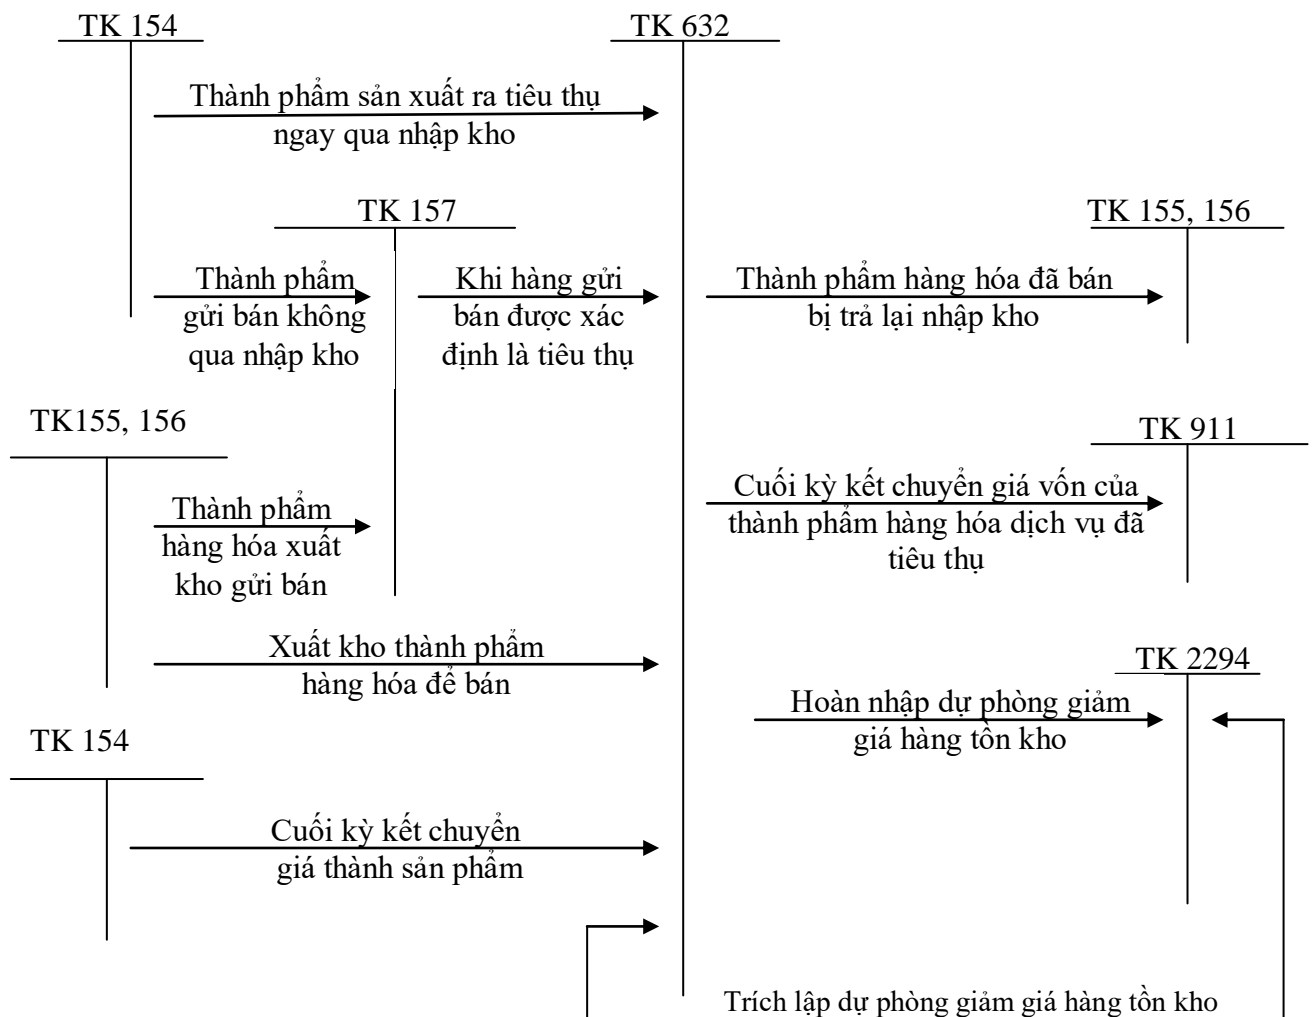 TK 154
TK 632
Thành phẩm sản xuất ra tiêu thụ
ngay qua nhập kho
TK 157
TK 155, 156
Thành phẩm
gửi bán không
qua nhập kho
Khi hàng gửi
bán được xác
định là tiêu thụ
Thành phẩm hàng hóa đã bán
bị trả lại nhập kho
TK155, 156
TK 911
Thành phẩm
hàng hóa xuất
kho gửi bán
Cuối kỳ kết chuyển giá vốn của
thành phẩm hàng hóa dịch vụ đã
tiêu thụ
Xuất kho thành phẩm
hàng hóa để bán
TK 2294
Hoàn nhập dự phòng giảm
giá hàng tồn kho
TK 154
Cuối kỳ kết chuyển
giá thành sản phẩm
Trích lập dự phòng giảm giá hàng tồn kho